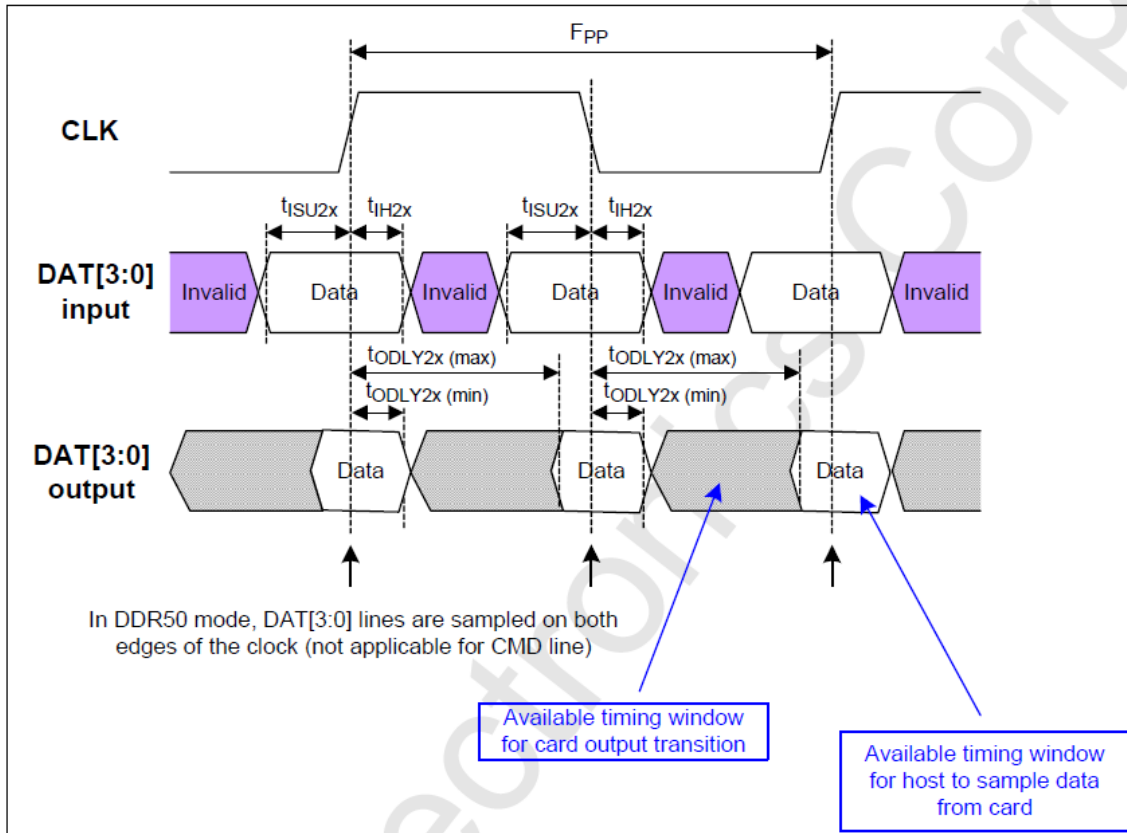 FPP
CLK
tISU2x
tIH2x
tISU2x
tIH2x
DAT[3:0]
input
Invalid
Data
Invalid
Data
Invalid
Data
Invalid
tODLY2x (max)
tODLY2x (max)
tODLY2x (min)
tODLY2x (min)
DAT[3:0]
output
Data
Data
Data
In DDR50 mode, DAT[3:0] lines are sampled on both
edges of the clock (not applicable for CMD line)
Available timing window
for card output transition
Available timing window
for host to sample data
from card
ectronics Corp